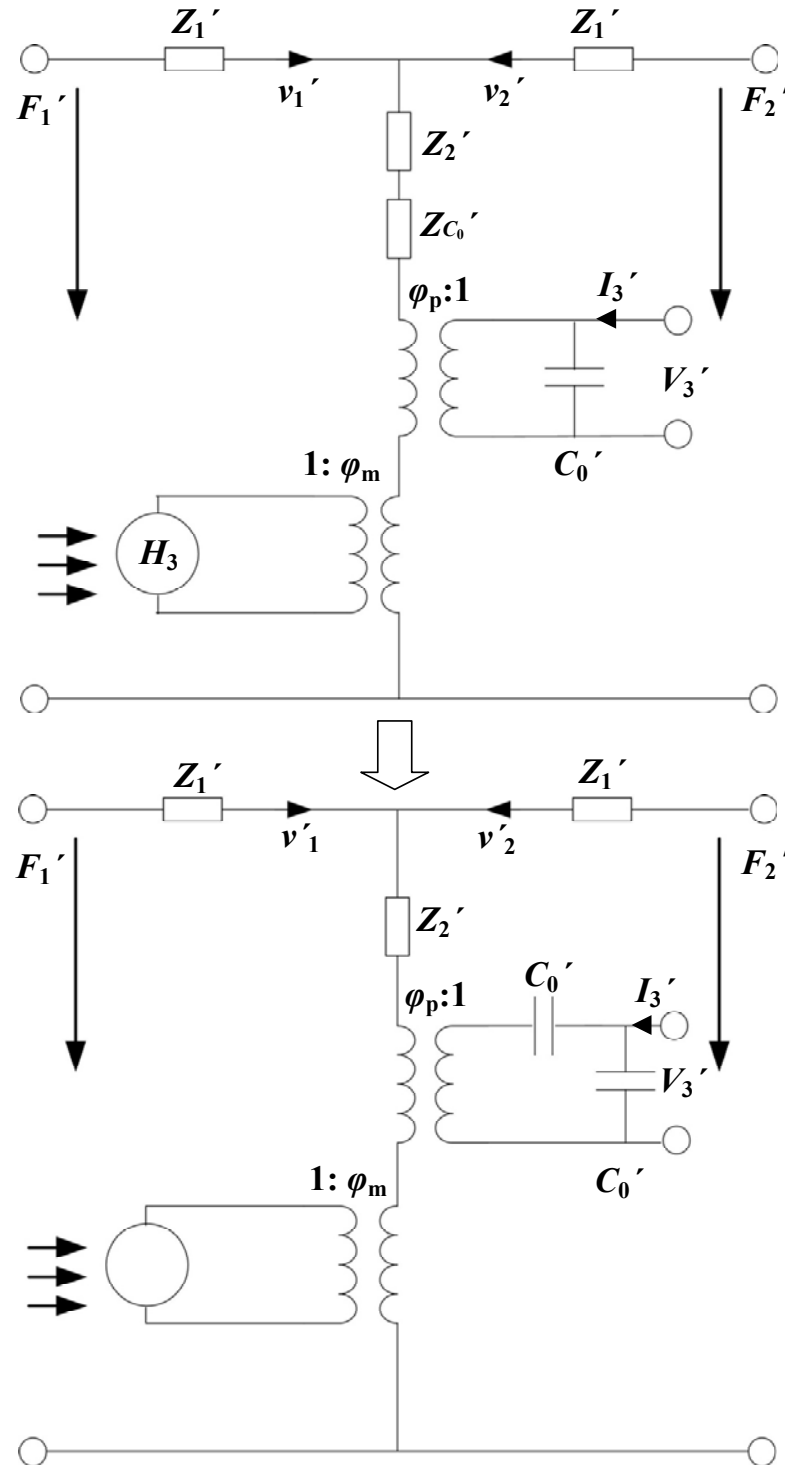 Z₁′ Z₁′
v₁′ v₂′
F₁′ F₂′
Z₂′
Z_C₀′
φₚ:1 I₃′
V₃′
C₀′
1: φₘ
H₃
Z₁′ Z₁′
v′₁ v′₂
F₁′ F₂′
Z₂′
C₀′
φₚ:1 I₃′
V₃′
C₀′
1: φₘ